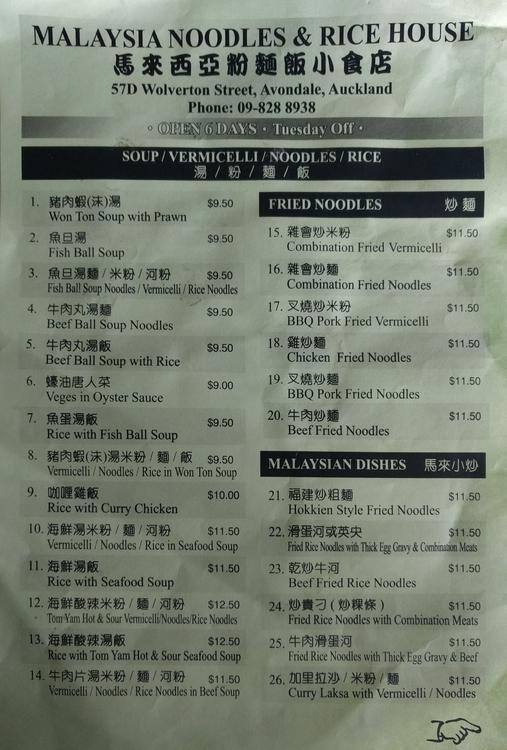 MALAYSIA NOODLES & RICE HOUSE
馬來西亞粉麵飯小食店
57D Wolverton Street, Avondale, Auckland
Phone: 09-828 8938
· OPEN 6 DAYS · Tuesday Off ·
SOUP / VERMICELLI / NOODLES / RICE
湯 / 粉 / 麵 / 飯
1. 豬肉蝦(沫)湯 $9.50
Won Ton Soup with Prawn
2. 魚旦湯 $9.50
Fish Ball Soup
3. 魚旦湯麵 / 米粉 / 河粉 $9.50
Fish Ball Soup Noodles / Vermicelli / Rice Noodles
4. 牛肉丸湯麵 $9.50
Beef Ball Soup Noodles
5. 牛肉丸湯飯 $9.50
Beef Ball Soup with Rice
6. 蠔油唐人菜 $9.00
Veges in Oyster Sauce
7. 魚蛋湯飯 $9.50
Rice with Fish Ball Soup
8. 豬肉蝦(沫)湯米粉 / 麵 / 飯 $9.50
Vermicelli / Noodles / Rice in Won Ton Soup
9. 咖喱雞飯 $10.00
Rice with Curry Chicken
10. 海鮮湯米粉 / 麵 / 河粉 $11.50
Vermicelli / Noodles / Rice in Seafood Soup
11. 海鮮湯飯 $11.50
Rice with Seafood Soup
12. 海鮮酸辣米粉 / 麵 / 河粉 $12.50
Tom Yam Hot & Sour Vermicelli/Noodles/Rice Noodles
13. 海鮮酸辣湯飯 $12.50
Rice with Tom Yam Hot & Sour Seafood Soup
14. 牛肉片湯米粉 / 麵 / 河粉 $11.50
Vermicelli / Noodles / Rice Noodles in Beef Soup
FRIED NOODLES 炒 麵
15. 雜會炒米粉 $11.50
Combination Fried Vermicelli
16. 雜會炒麵 $11.50
Combination Fried Noodles
17. 叉燒炒米粉 $11.50
BBQ Pork Fried Vermicelli
18. 雞炒麵 $11.50
Chicken Fried Noodles
19. 叉燒炒麵 $11.50
BBQ Pork Fried Noodles
20. 牛肉炒麵 $11.50
Beef Fried Noodles
MALAYSIAN DISHES 馬來小炒
21. 福建炒粗麵 $11.50
Hokkien Style Fried Noodles
22. 滑蛋河或英央 $11.50
Fried Rice Noodles with Thick Egg Gravy & Combination Meats
23. 乾炒牛河 $11.50
Beef Fried Rice Noodles
24. 炒貴刁 ( 炒粿條 ) $11.50
Fried Rice Noodles with Combination Meats
25. 牛肉滑蛋河 $11.50
Fried Rice Noodles with Thick Egg Gravy & Beef
26. 加里拉沙 / 米粉 / 麵 $11.50
Curry Laksa with Vermicelli / Noodles